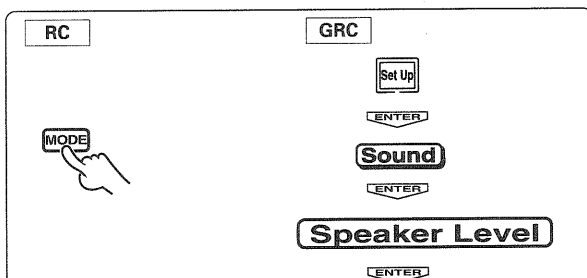 RC
GRC
Set Up
ENTER
MODE
Sound
ENTER
Speaker Level
ENTER